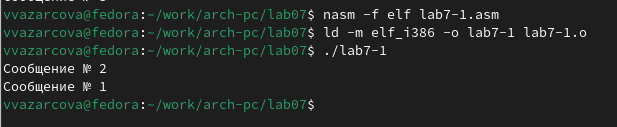 vvazarcova@fedora:~/work/arch-pc/lab07$ nasm -f elf lab7-1.asm
vvazarcova@fedora:~/work/arch-pc/lab07$ ld -m elf_i386 -o lab7-1 lab7-1.o
vvazarcova@fedora:~/work/arch-pc/lab07$ ./lab7-1
Сообщение № 2
Сообщение № 1
vvazarcova@fedora:~/work/arch-pc/lab07$